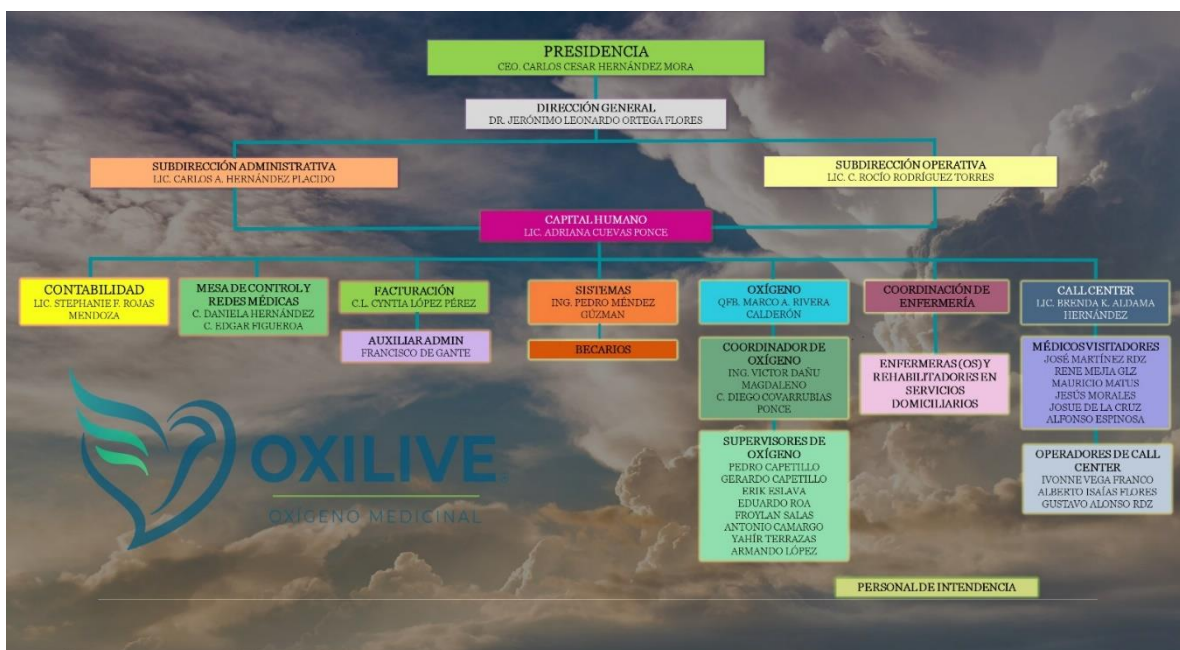 PRESIDENCIA
CEO. CARLOS CESAR HERNÁNDEZ MORA
DIRECCIÓN GENERAL
DR. JERÓNIMO LEONARDO ORTEGA FLORES
SUBDIRECCIÓN ADMINISTRATIVA
LIC. CARLOS A. HERNÁNDEZ PLACIDO
SUBDIRECCIÓN OPERATIVA
LIC. C. ROCÍO RODRÍGUEZ TORRES
CAPITAL HUMANO
LIC. ADRIANA CUEVAS PONCE
CONTABILIDAD
LIC. STEPHANIE F. ROJAS
MENDOZA
MESA DE CONTROL Y
REDES MÉDICAS
C. DANIELA HERNÁNDEZ
C. EDGAR FIGUEROA
FACTURACIÓN
C.L. CYNTIA LÓPEZ PÉREZ
AUXILIAR ADMIN
FRANCISCO DE GANTE
SISTEMAS
ING. PEDRO MÉNDEZ
GÚZMAN
BECARIOS
OXÍGENO
QFB. MARCO A. RIVERA
CALDERÓN
COORDINADOR DE
OXÍGENO
ING. VICTOR DAÑU
MAGDALENO
C. DIEGO COVARRUBIAS
PONCE
SUPERVISORES DE
OXÍGENO
PEDRO CAPETILLO
GERARDO CAPETILLO
ERIK ESLAVA
EDUARDO ROA
FROYLAN SALAS
ANTONIO CAMARGO
YAHÍR TERRAZAS
ARMANDO LÓPEZ
COORDINACIÓN DE
ENFERMERÍA
ENFERMERAS (OS) Y
REHABILITADORES EN
SERVICIOS
DOMICILIARIOS
CALL CENTER
LIC. BRENDA K. ALDAMA
HERNÁNDEZ
MÉDICOS VISITADORES
JOSÉ MARTÍNEZ RDZ
RENE MEJIA GLZ
MAURICIO MATUS
JESÚS MORALES
JOSUE DE LA CRUZ
ALFONSO ESPINOSA
OPERADORES DE CALL
CENTER
IVONNE VEGA FRANCO
ALBERTO ISAÍAS FLORES
GUSTAVO ALONSO RDZ
OXILIVE
OXÍGENO MEDICINAL
PERSONAL DE INTENDENCIA